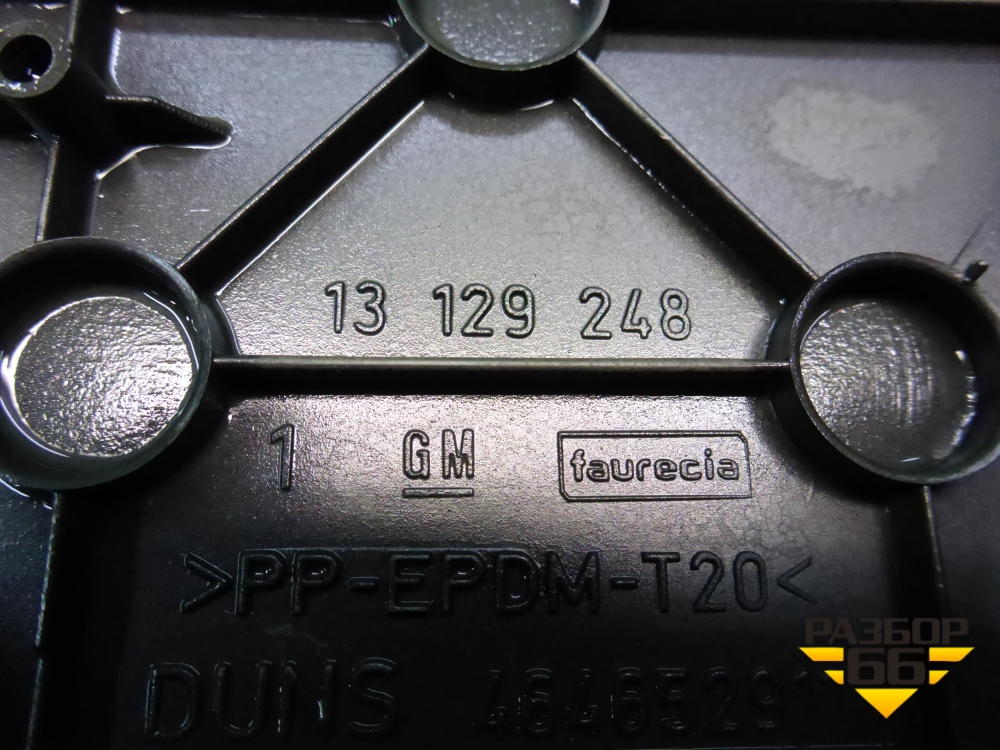 13 129 248
1 GM faurecia
>PP-EPDM-T20<
DUNS
РАЗБОР
66